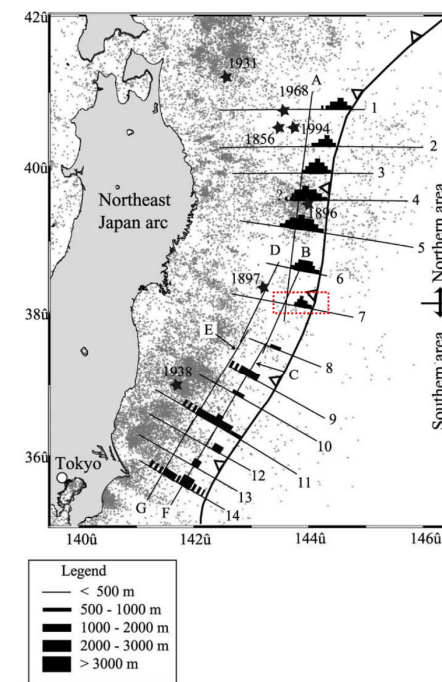 42û
40û
38û
36û
140û
142û
144û
146û
1931
1968
A
1
1856
1994
2
3
?
4
1896
5
Northeast
Japan arc
D
B
6
1897
7
E
8
C
9
1938
10
11
Tokyo
12
13
G
F
14
Northern area
Southern area
Legend
< 500 m
500 - 1000 m
1000 - 2000 m
2000 - 3000 m
> 3000 m